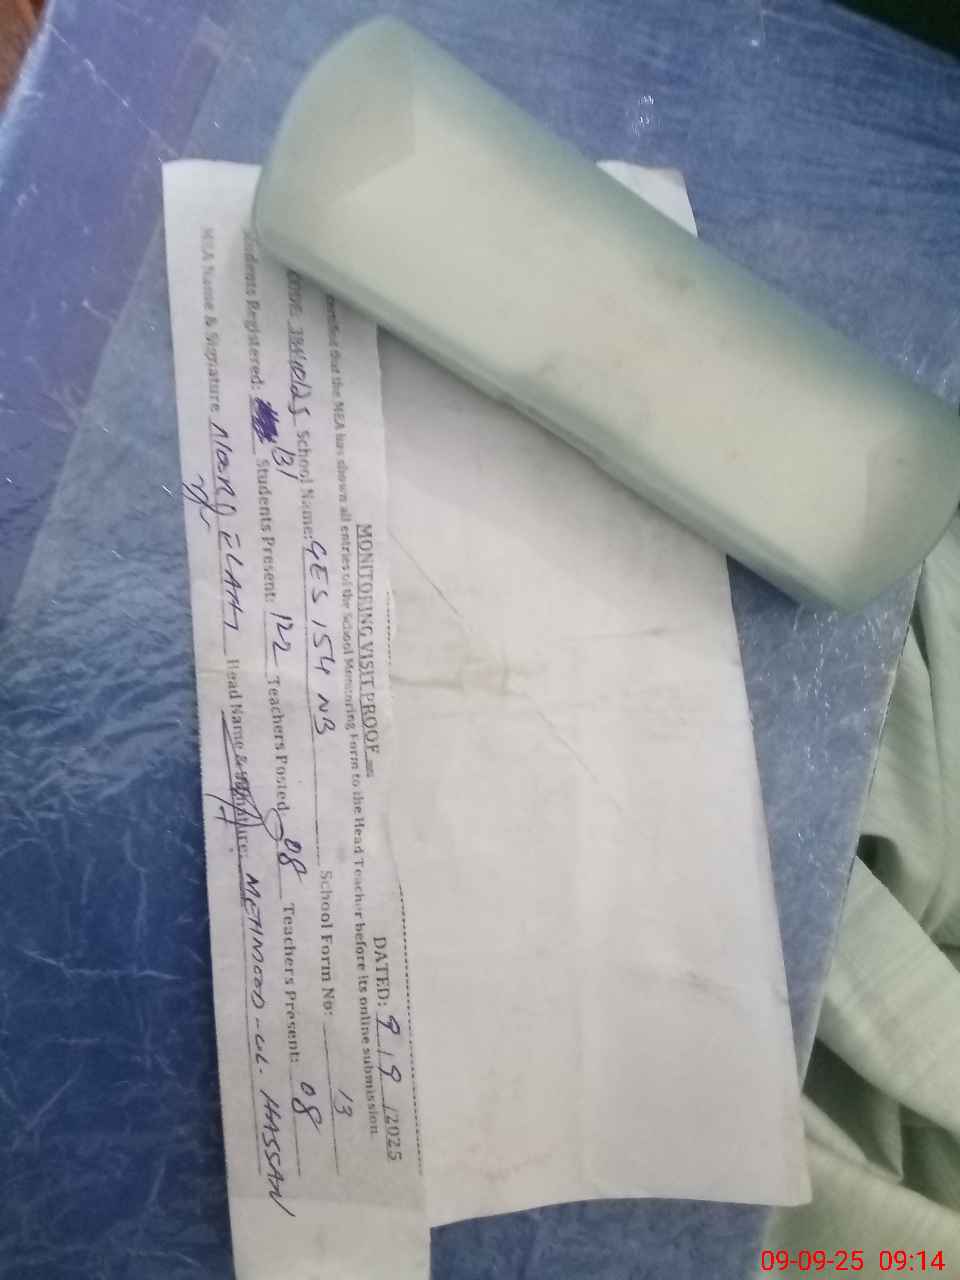 MONITORING VISIT PROOF
DATED: 9/9/2025
certified that the MEA has shown all entries of the School Monitoring Form to the Head Teacher before its online submission
CODE School Name: GES 154 NB School Form No: 13
Students Registered: 131 Students Present: 122 Teachers Posted: 08 Teachers Present: 08
MEA Name & Signature ELAHI Head Name & Signature: MEHMOOD-UL-HASSAN
09-09-25 09:14